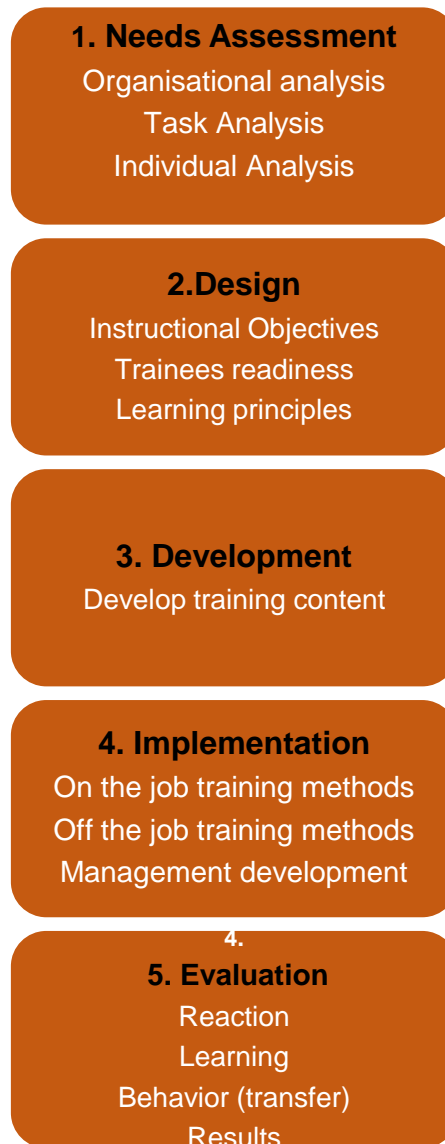 1. Needs Assessment
Organisational analysis
Task Analysis
Individual Analysis
2.Design
Instructional Objectives
Trainees readiness
Learning principles
3. Development
Develop training content
4. Implementation
On the job training methods
Off the job training methods
Management development
4.
5. Evaluation
Reaction
Learning
Behavior (transfer)
Results